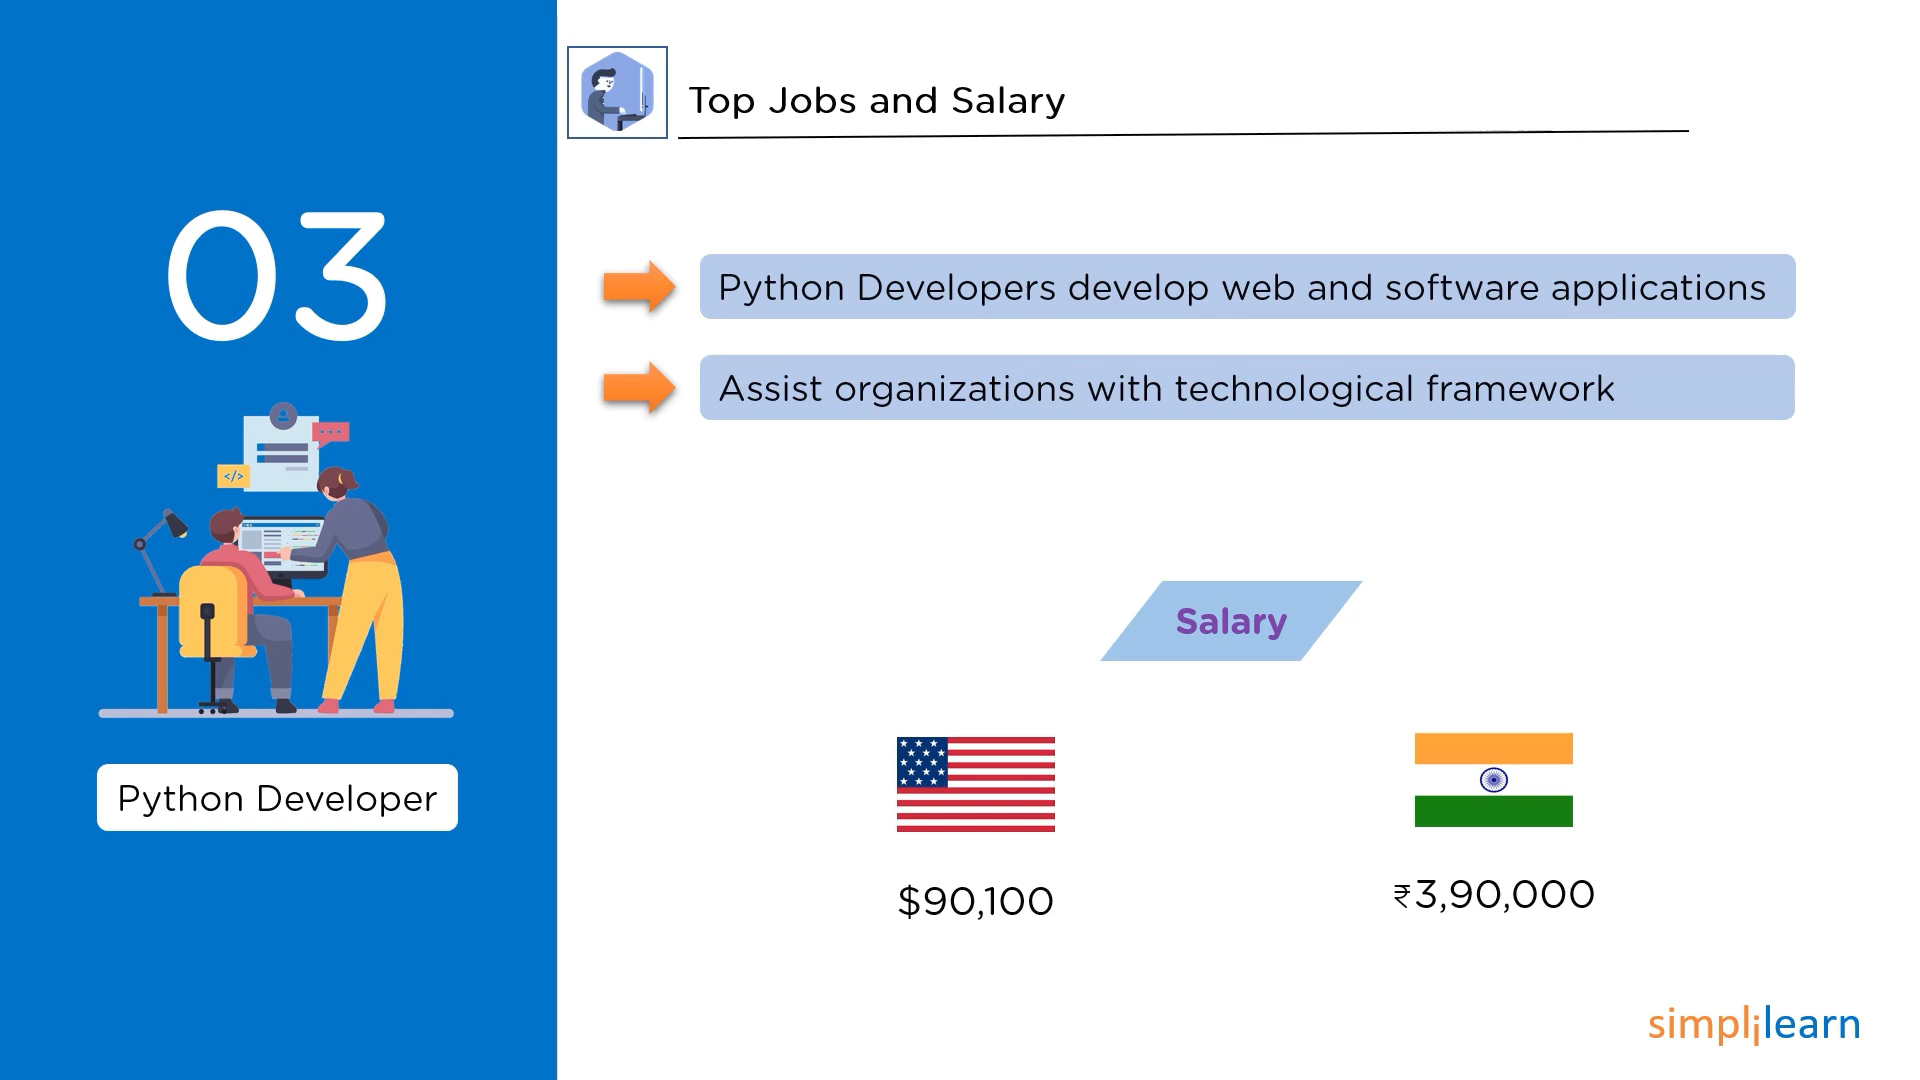 03
</>
Python Developer
Top Jobs and Salary
Python Developers develop web and software applications
Assist organizations with technological framework
Salary
$90,100
₹3,90,000
simplilearn